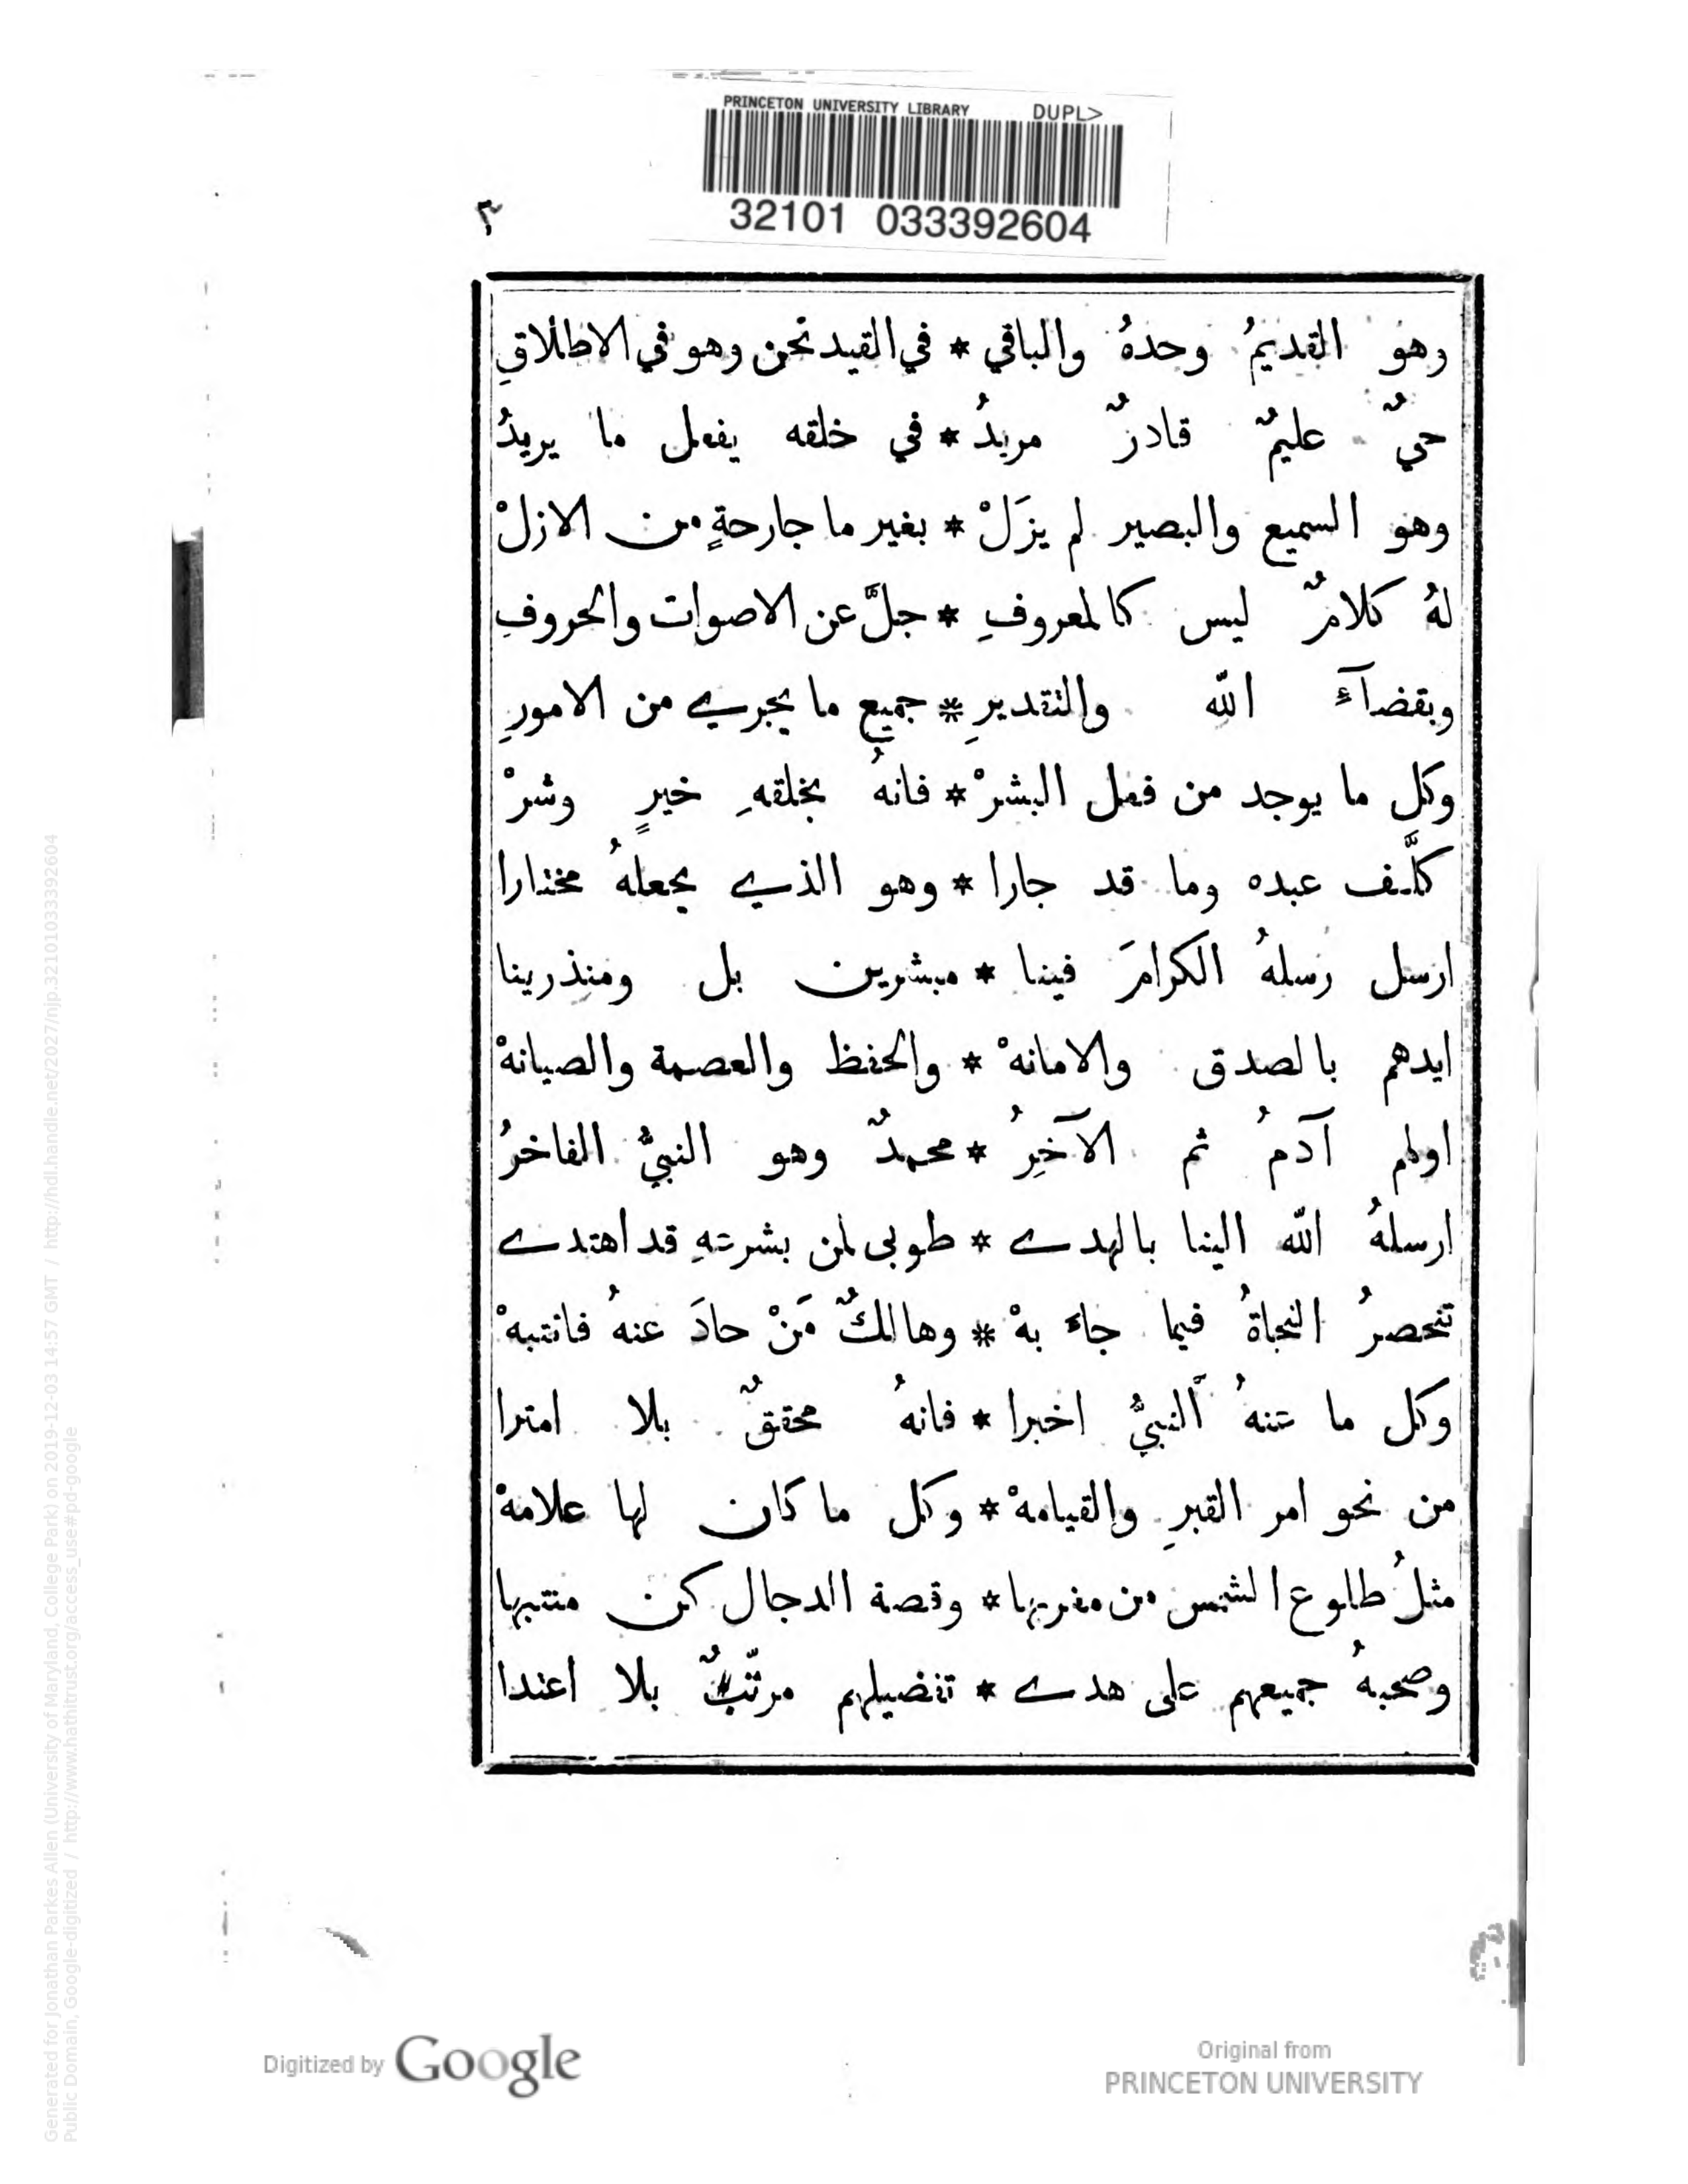 PRINCETON UNIVERSITY LIBRARY DUPL>
32101 033392604
٣
وهو القديمُ وحدهُ والباقي * في القيد نحن وهو في الاطلاقِ
حيٌّ عليمٌ قادرٌ مريدُ * في خلقه يفعل ما يريدُ
وهو السميع والبصير لم يزَلْ * بغير ما جارحةٍ من الازلْ
لهُ كلامٌ ليس كالمعروفِ * جلَّ عن الاصوات والحروفِ
وبقضآءِ الله والتقديرِ * جميع ما يجري من الامورِ
وكل ما يوجد من فعل البشرْ * فانهُ بخلقهِ خيرٍ وشرْ
كلَّف عبده وما قد جارا * وهو الذي يجعلهُ مختارا
ارسل رسلهُ الكرامَ فينا * مبشرين بل ومنذرينا
ايدهم بالصدق والامانهْ * والحفظ والعصمة والصيانهْ
اولهم آدمُ ثم الآخِرُ * محمدٌ وهو النبيُّ الفاخرُ
ارسلهُ الله الينا بالهدى * طوبى لمن بشرعهِ قد اهتدى
تنحصرُ النجاةُ فيما جاء بهْ * وهالكٌ مَنْ حادَ عنهُ فانتبهْ
وكل ما عنهُ النبيُّ اخبرا * فانهُ محققٌ بلا امترا
من نحو امر القبرِ والقيامهْ * وكل ما كان لها علامهْ
مثلُ طلوع الشمس من مغربها * وقصة الدجال كن منتبها
وصحبهُ جميعهم على هدى * تفضيلهم مرتّبٌ بلا اعتدا
Digitized by Google
Original from
PRINCETON UNIVERSITY
Generated for Jonathan Parkes Allen (University of Maryland, College Park) on 2019-12-03 14:57 GMT / http://hdl.handle.net/2027/njp.32101033392604
Public Domain, Google-digitized / http://www.hathitrust.org/access_use#pd-google